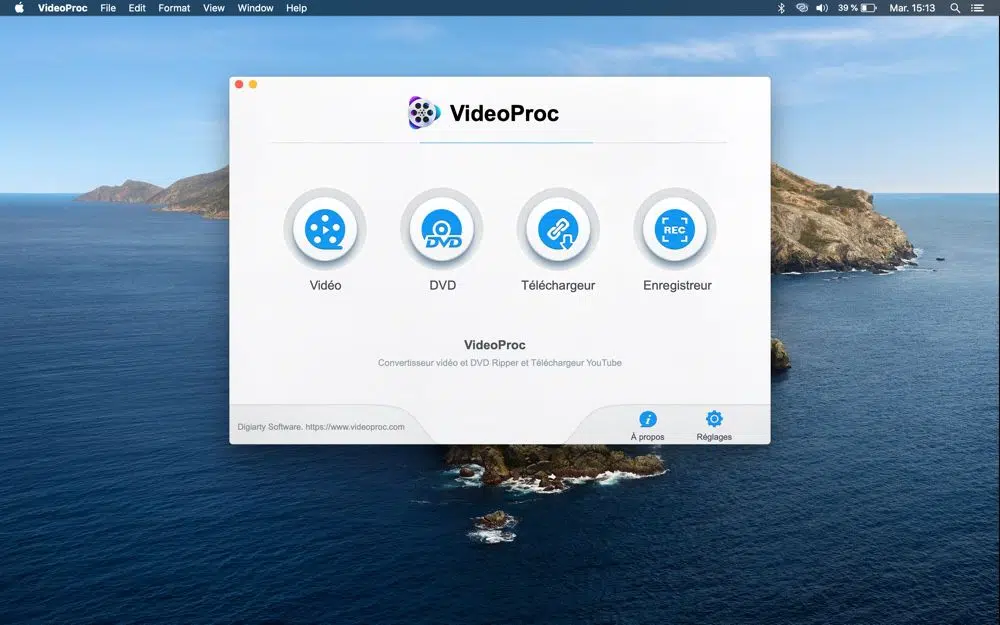 VideoProc File Edit Format View Window Help 39 % Mar. 15:13
VideoProc
DVD REC
Vidéo DVD Téléchargeur Enregistreur
VideoProc
Convertisseur vidéo et DVD Ripper et Téléchargeur YouTube
Digiarty Software. https://www.videoproc.com
À propos Réglages